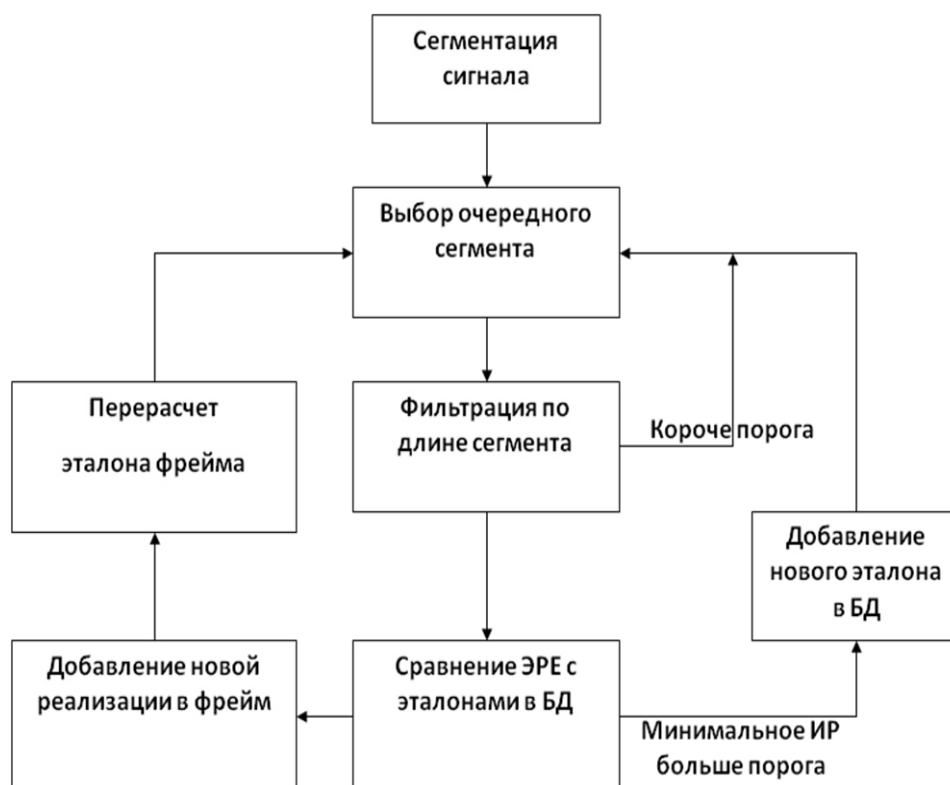 Сегментация
сигнала
Выбор очередного
сегмента
Перерасчет
эталона фрейма
Фильтрация по
длине сегмента
Короче порога
Добавление
нового эталона
в БД
Добавление новой
реализации в фрейм
Сравнение ЭРЕ с
эталонами в БД
Минимальное ИР
больше порога